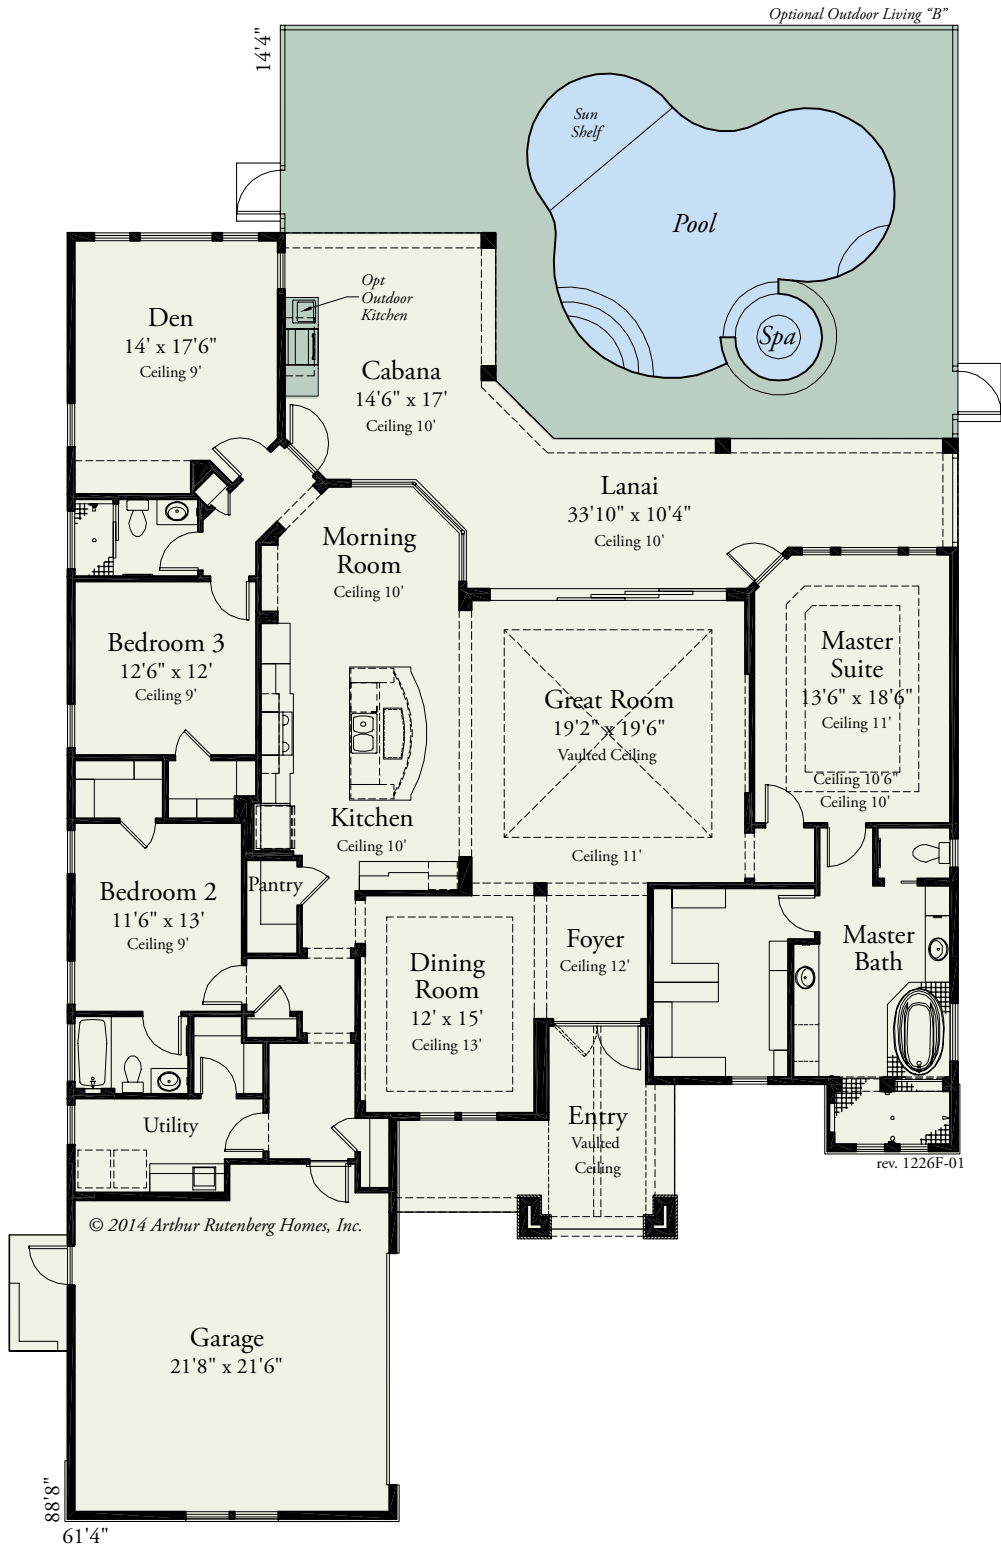 Optional Outdoor Living “B”
14'4"
Sun
Shelf
Pool
Spa
Opt
Outdoor
Kitchen
Den
14' x 17'6"
Ceiling 9'
Cabana
14'6" x 17'
Ceiling 10'
Lanai
33'10" x 10'4"
Ceiling 10'
Morning
Room
Ceiling 10'
Bedroom 3
12'6" x 12'
Ceiling 9'
Great Room
19'2" x 19'6"
Vaulted Ceiling
Ceiling 11'
Master
Suite
13'6" x 18'6"
Ceiling 11'
Ceiling 10'6"
Ceiling 10'
Kitchen
Ceiling 10'
Pantry
Bedroom 2
11'6" x 13'
Ceiling 9'
Dining
Room
12' x 15'
Ceiling 13'
Foyer
Ceiling 12'
Master
Bath
Utility
Entry
Vaulted
Ceiling
rev. 1226F-01
© 2014 Arthur Rutenberg Homes, Inc.
Garage
21'8" x 21'6"
88'8"
61'4"